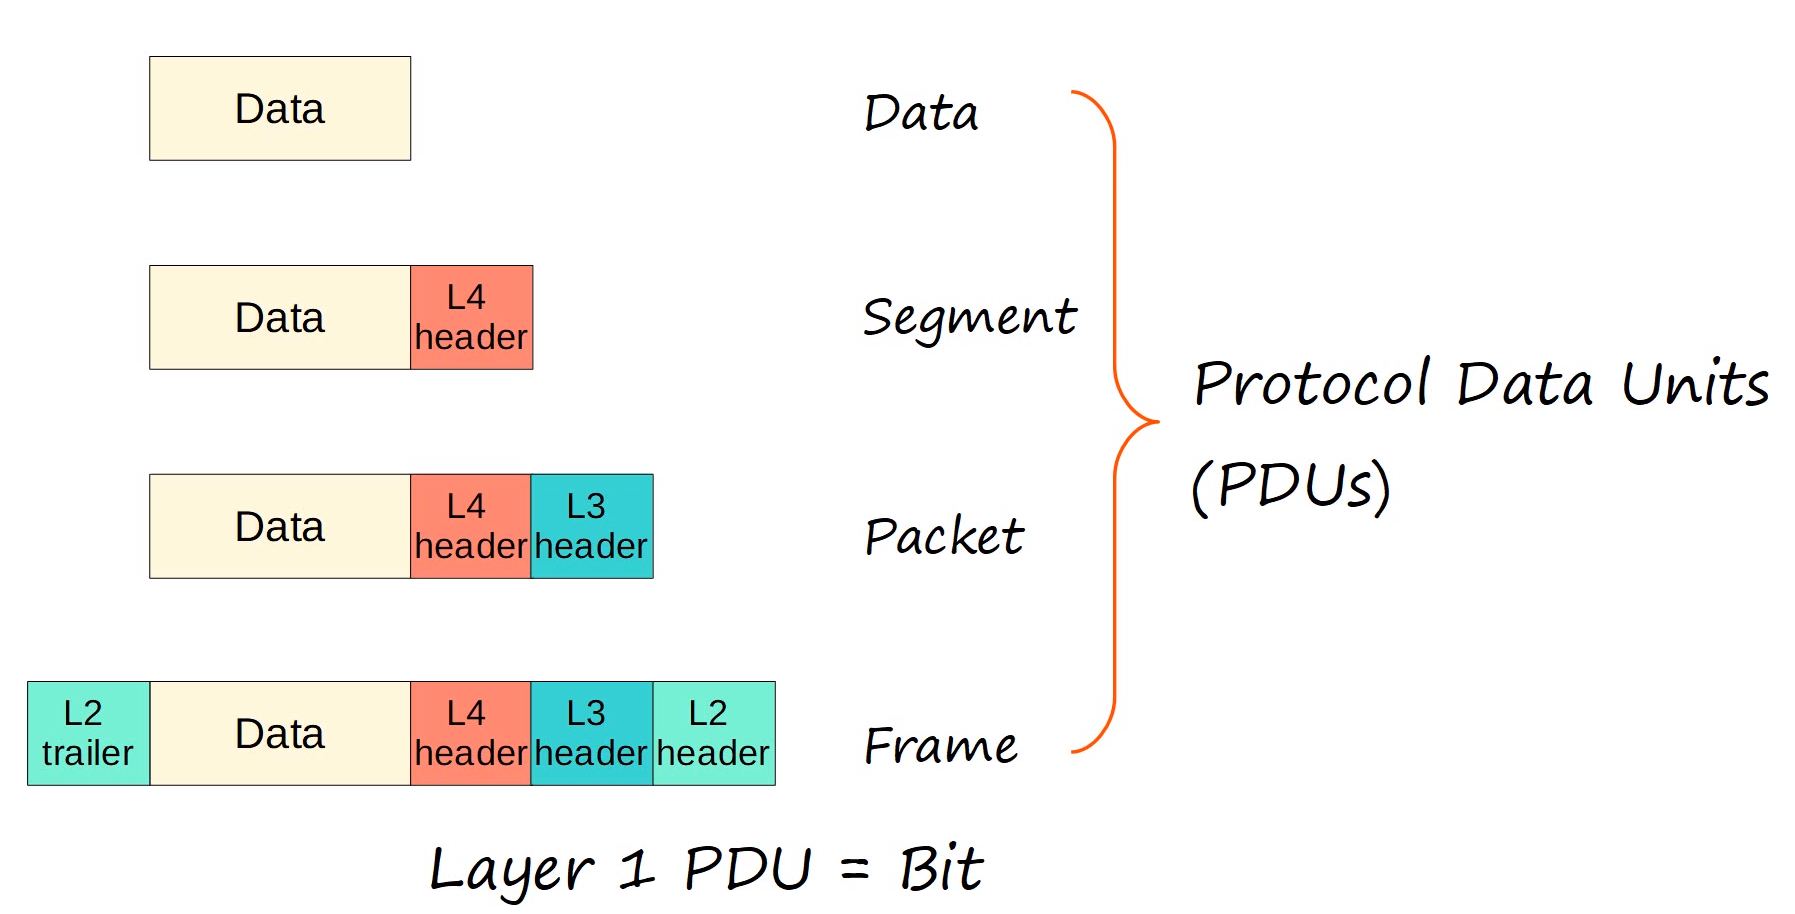 Data
Data
Data
L4
header
Segment
Data
L4
header
L3
header
Packet
Protocol Data Units
(PDUs)
L2
trailer
Data
L4
header
L3
header
L2
header
Frame
Layer 1 PDU = Bit